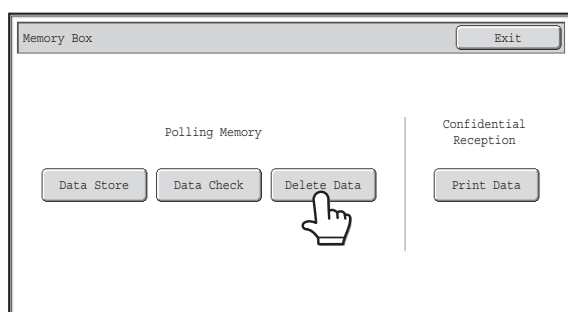 Memory Box
Exit
Polling Memory
Confidential
Reception
Data Store
Data Check
Delete Data
Print Data